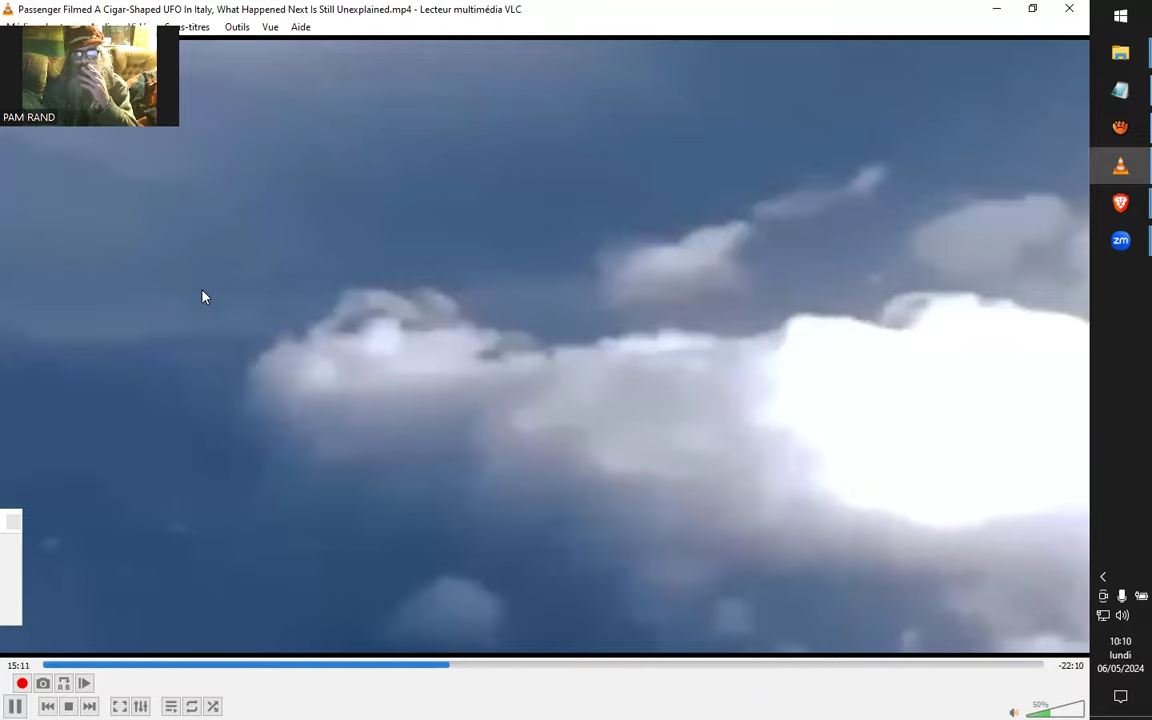 Passenger Filmed A Cigar-Shaped UFO In Italy, What Happened Next Is Still Unexplained.mp4 - Lecteur multimédia VLC
Outils Vue Aide
PAM RAND
zm
15:11
-22:10
50%
10:10
lundi
06/05/2024